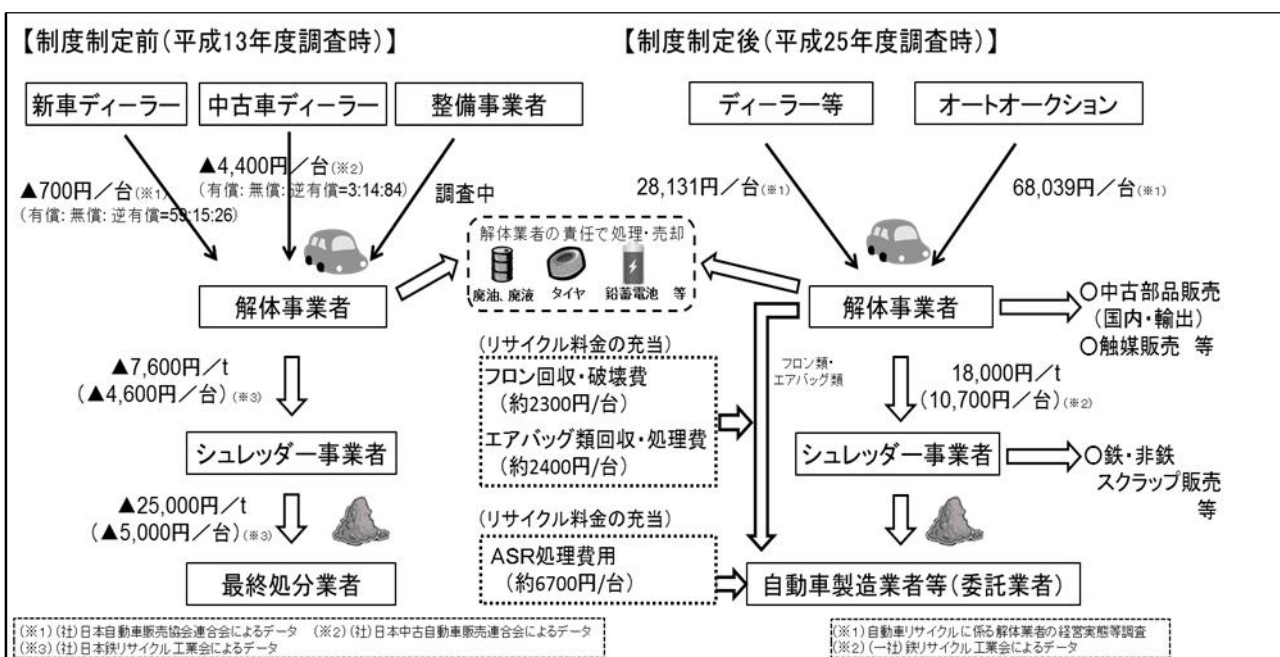 【制度制定前(平成13年度調査時)】
新車ディーラー
中古車ディーラー
整備事業者
▲700円/台(※1)
(有償:無償:逆有償=59:15:26)
▲4,400円/台(※2)
(有償:無償:逆有償=3:14:84)
調査中
解体事業者
▲7,600円/t
(▲4,600円/台)(※3)
シュレッダー事業者
▲25,000円/t
(▲5,000円/台)(※3)
最終処分業者
解体業者の責任で処理・売却
廃油、廃液
タイヤ
鉛蓄電池 等
(リサイクル料金の充当)
フロン回収・破壊費
(約2300円/台)
エアバッグ類回収・処理費
(約2400円/台)
(リサイクル料金の充当)
ASR処理費用
(約6700円/台)
【制度制定後(平成25年度調査時)】
ディーラー等
オートオークション
28,131円/台(※1)
68,039円/台(※1)
解体事業者
○中古部品販売
(国内・輸出)
○触媒販売 等
フロン類・
エアバッグ類
18,000円/t
(10,700円/台)(※2)
シュレッダー事業者
○鉄・非鉄
スクラップ販売
等
自動車製造業者等(委託業者)
(※1)(社)日本自動車販売協会連合会によるデータ (※2)(社)日本中古自動車販売連合会によるデータ
(※3)(社)日本鉄リサイクル工業会によるデータ
(※1)自動車リサイクルに係る解体業者の経営実態等調査
(※2)(一社)鉄リサイクル工業会によるデータ